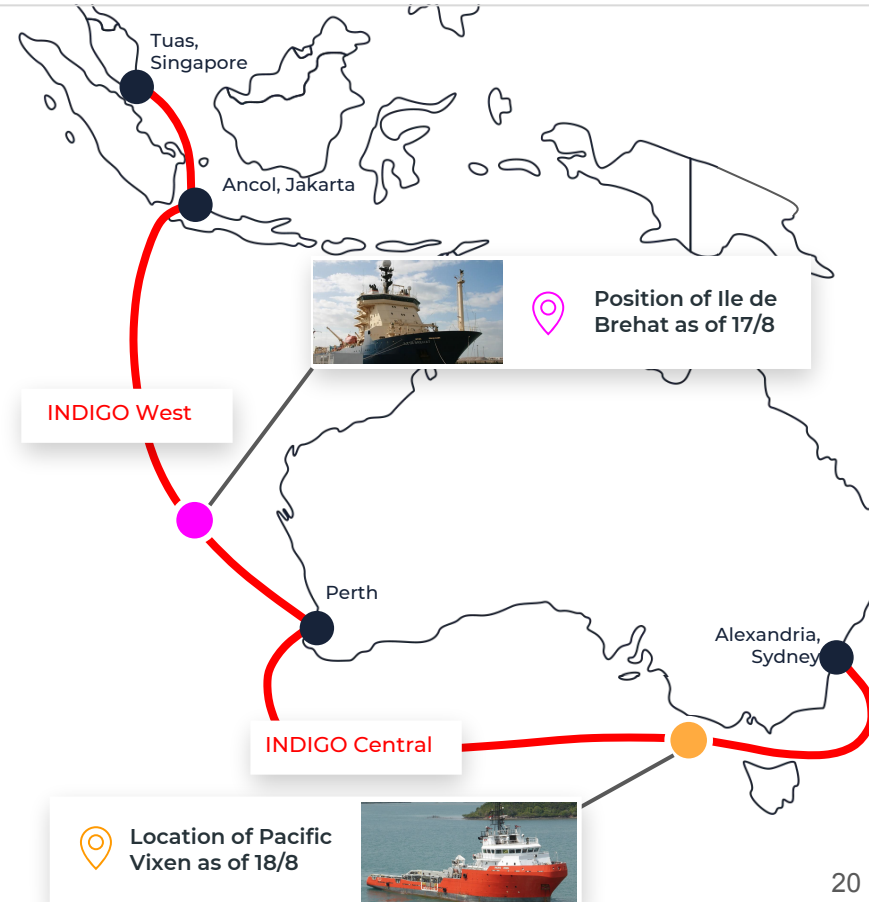 Tuas,
Singapore
Ancol, Jakarta
Position of Ile de
Brehat as of 17/8
INDIGO West
Perth
Alexandria,
Sydney
INDIGO Central
Location of Pacific
Vixen as of 18/8
20